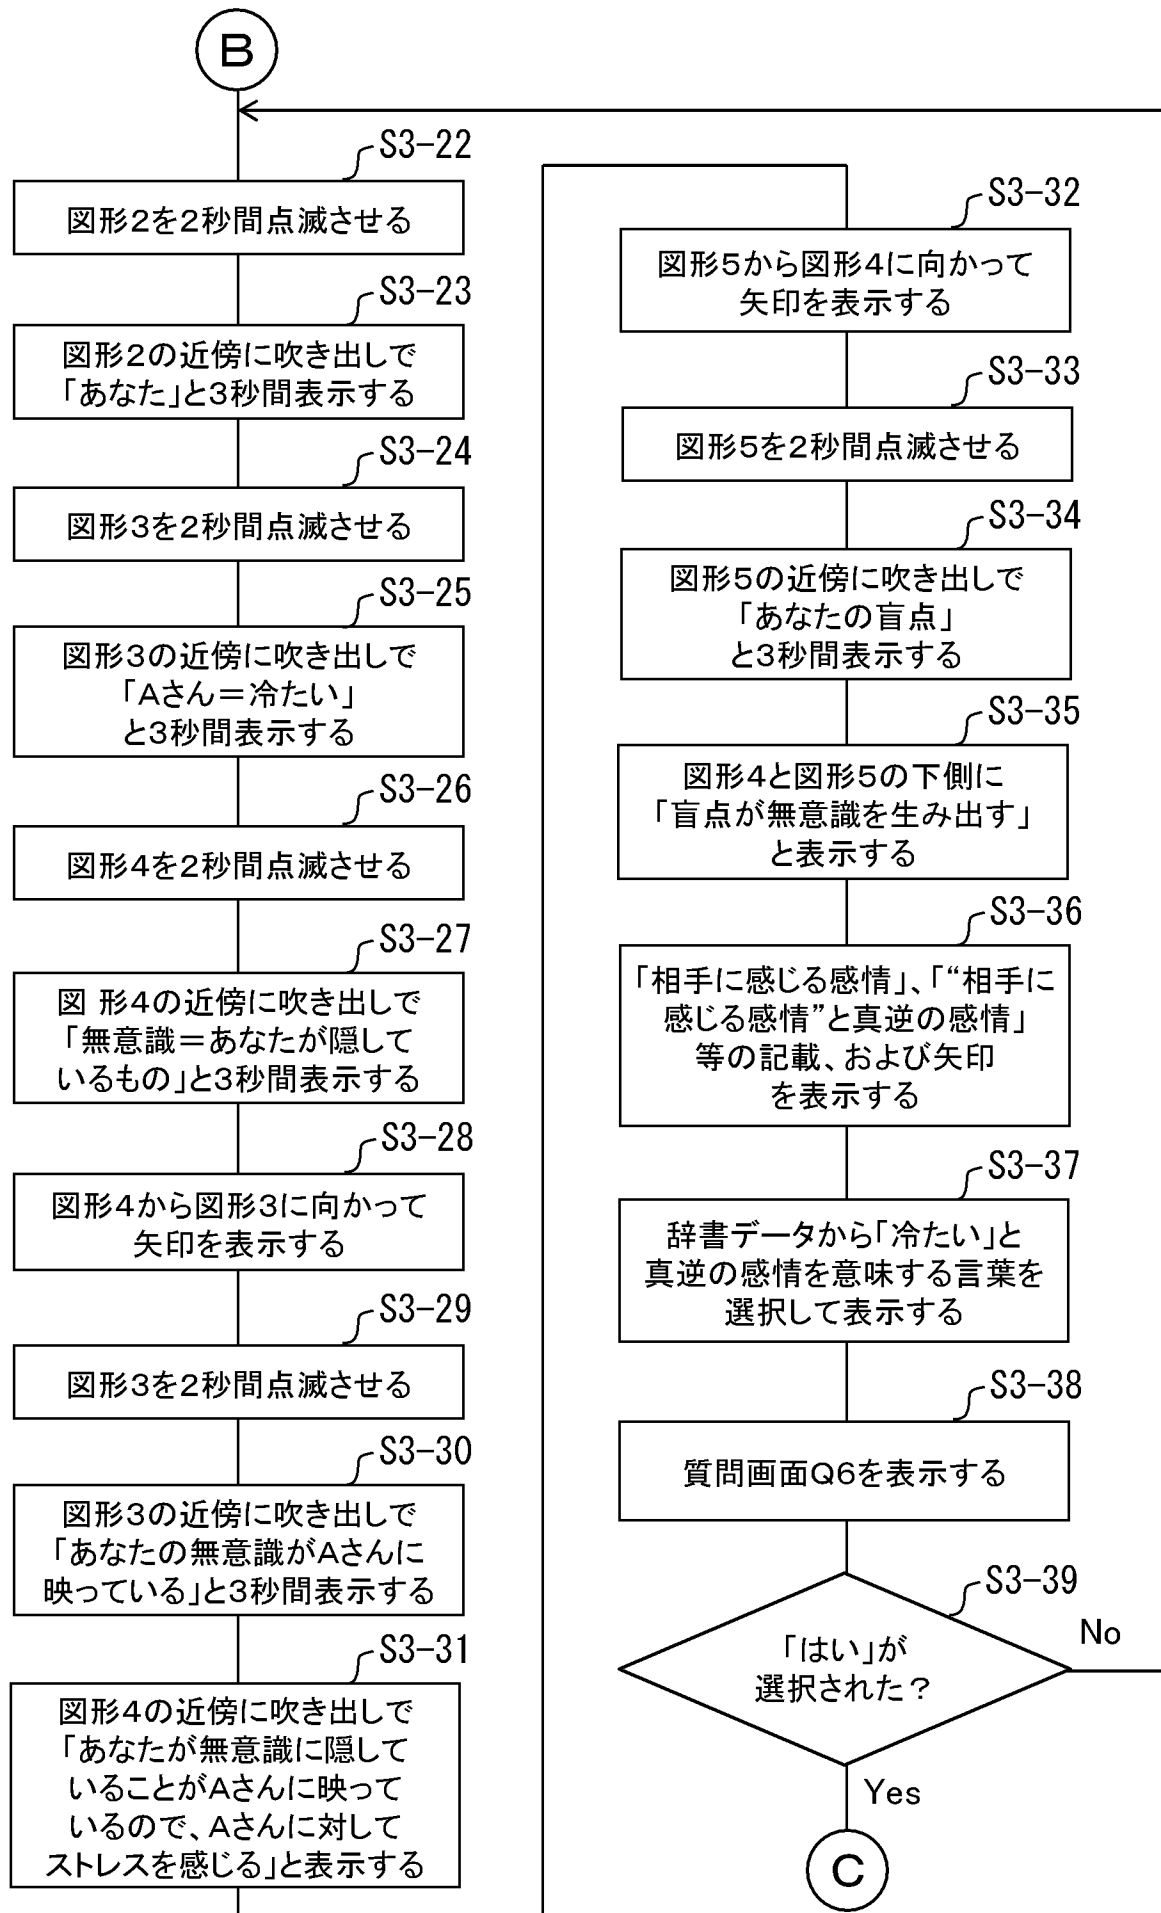 B
S3-22
図形2を2秒間点滅させる
S3-23
図形2の近傍に吹き出しで
「あなた」と3秒間表示する
S3-24
図形3を2秒間点滅させる
S3-25
図形3の近傍に吹き出しで
「Aさん＝冷たい」
と3秒間表示する
S3-26
図形4を2秒間点滅させる
S3-27
図 形4の近傍に吹き出しで
「無意識＝あなたが隠して
いるもの」と3秒間表示する
S3-28
図形4から図形3に向かって
矢印を表示する
S3-29
図形3を2秒間点滅させる
S3-30
図形3の近傍に吹き出しで
「あなたの無意識がAさんに
映っている」と3秒間表示する
S3-31
図形4の近傍に吹き出しで
「あなたが無意識に隠して
いることがAさんに映って
いるので、Aさんに対して
ストレスを感じる」と表示する
S3-32
図形5から図形4に向かって
矢印を表示する
S3-33
図形5を2秒間点滅させる
S3-34
図形5の近傍に吹き出しで
「あなたの盲点」
と3秒間表示する
S3-35
図形4と図形5の下側に
「盲点が無意識を生み出す」
と表示する
S3-36
「相手に感じる感情」、「“相手に
感じる感情”と真逆の感情」
等の記載、および矢印
を表示する
S3-37
辞書データから「冷たい」と
真逆の感情を意味する言葉を
選択して表示する
S3-38
質問画面Q6を表示する
S3-39
「はい」が
選択された？
No
Yes
C